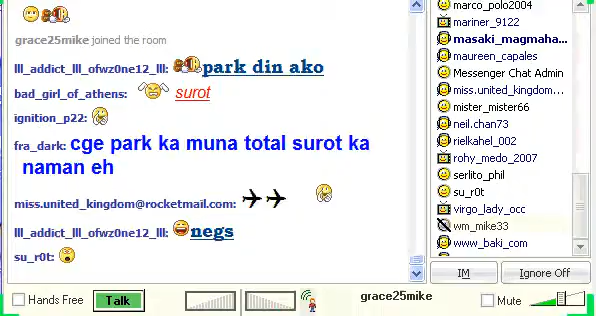 grace25mike joined the room
lll_addict_lll_ofwz0ne12_lll: park din ako
bad_girl_of_athens: surot
ignition_p22:
fra_dark: cge park ka muna total surot ka
naman eh
miss.united_kingdom@rocketmail.com:
lll_addict_lll_ofwz0ne12_lll: negs
su_r0t:
marco_polo2004
mariner_9122
masaki_magmaha...
maureen_capales
Messenger Chat Admin
miss.united_kingdom...
mister_mister66
neil.chan73
rielkahel_002
rohy_medo_2007
serlito_phil
su_r0t
virgo_lady_occ
wm_mike33
www_baki_com
IM
Ignore Off
Hands Free
Talk
grace25mike
Mute